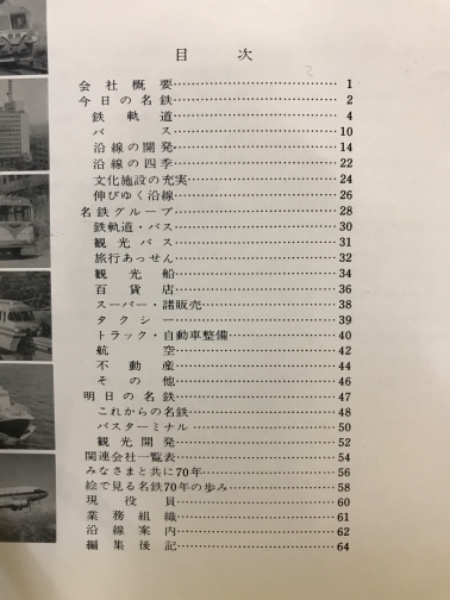 目次
会社概要 1
今日の名鉄 2
鉄軌道 4
バス 10
沿線の開発 14
沿線の四季 22
文化施設の充実 24
伸びゆく沿線 26
名鉄グループ 28
鉄軌道・バス 30
観光バス 31
旅行あっせん 32
観光船 34
百貨店 36
スーパー・諸販売 38
タクシー 39
トラック・自動車整備 40
航空 42
不動産 44
その他 46
明日の名鉄 47
これからの名鉄 48
バスターミナル 50
観光開発 52
関連会社一覧表 54
みなさまと共に70年 56
絵で見る名鉄70年の歩み 58
現役員 60
業務組織 61
沿線案内 62
編集後記 64